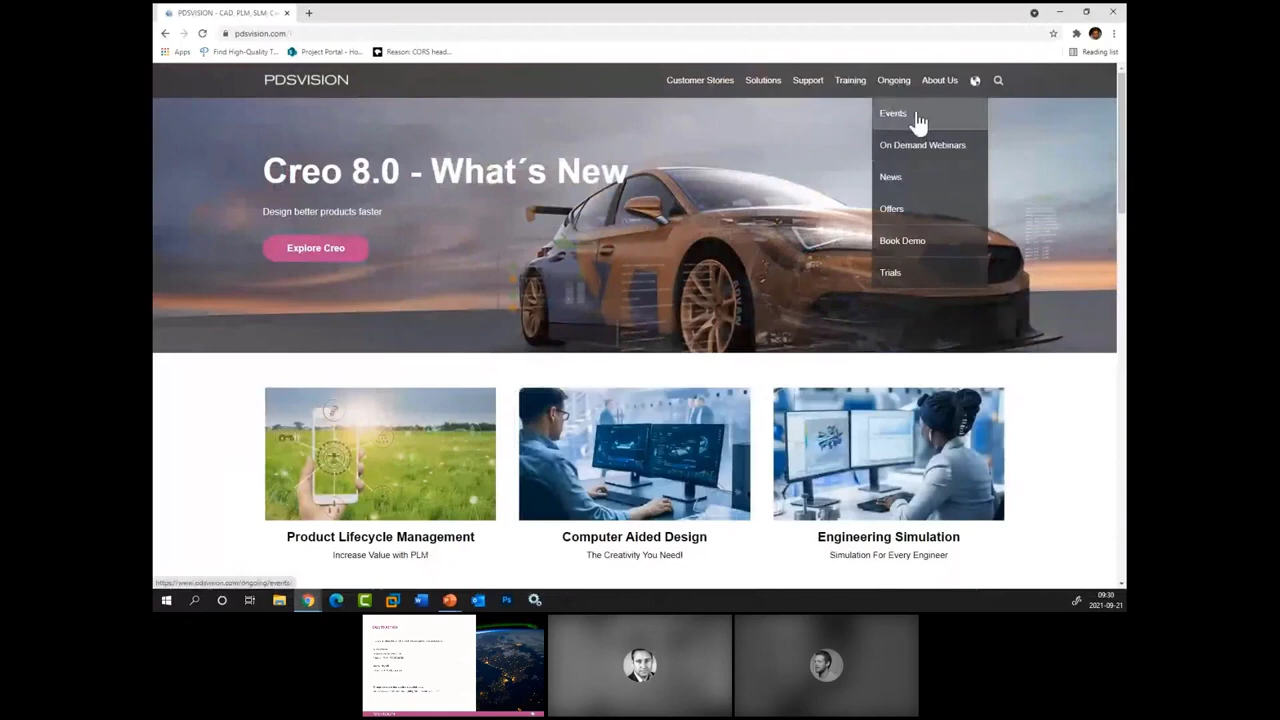 PDSVISION - CAD, PLM, SLM, C
pdsvision.com/
Apps
Find High-Quality T...
Project Portal - Ho...
Reason: CORS head...
Reading list
PDSVISION
Customer Stories
Solutions
Support
Training
Ongoing
About Us
Events
On Demand Webinars
News
Offers
Book Demo
Trials
Creo 8.0 - What´s New
Design better products faster
Explore Creo
Product Lifecycle Management
Increase Value with PLM
Computer Aided Design
The Creativity You Need!
Engineering Simulation
Simulation For Every Engineer
https://www.pdsvision.com/ongoing/events/
09:30
2021-09-21